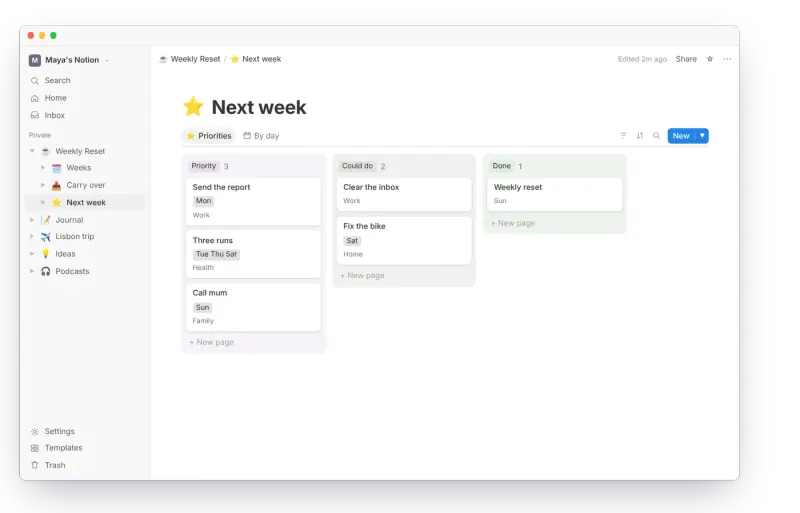 M Maya's Notion
Search
Home
Inbox
Private
Weekly Reset
Weeks
Carry over
Next week
Journal
Lisbon trip
Ideas
Podcasts
Settings
Templates
Trash
Weekly Reset / Next week
Edited 2m ago Share
Next week
Priorities By day
New
Priority 3
Send the report
Mon
Work
Three runs
Tue Thu Sat
Health
Call mum
Sun
Family
+ New page
Could do 2
Clear the inbox
Work
Fix the bike
Sat
Home
+ New page
Done 1
Weekly reset
Sun
+ New page